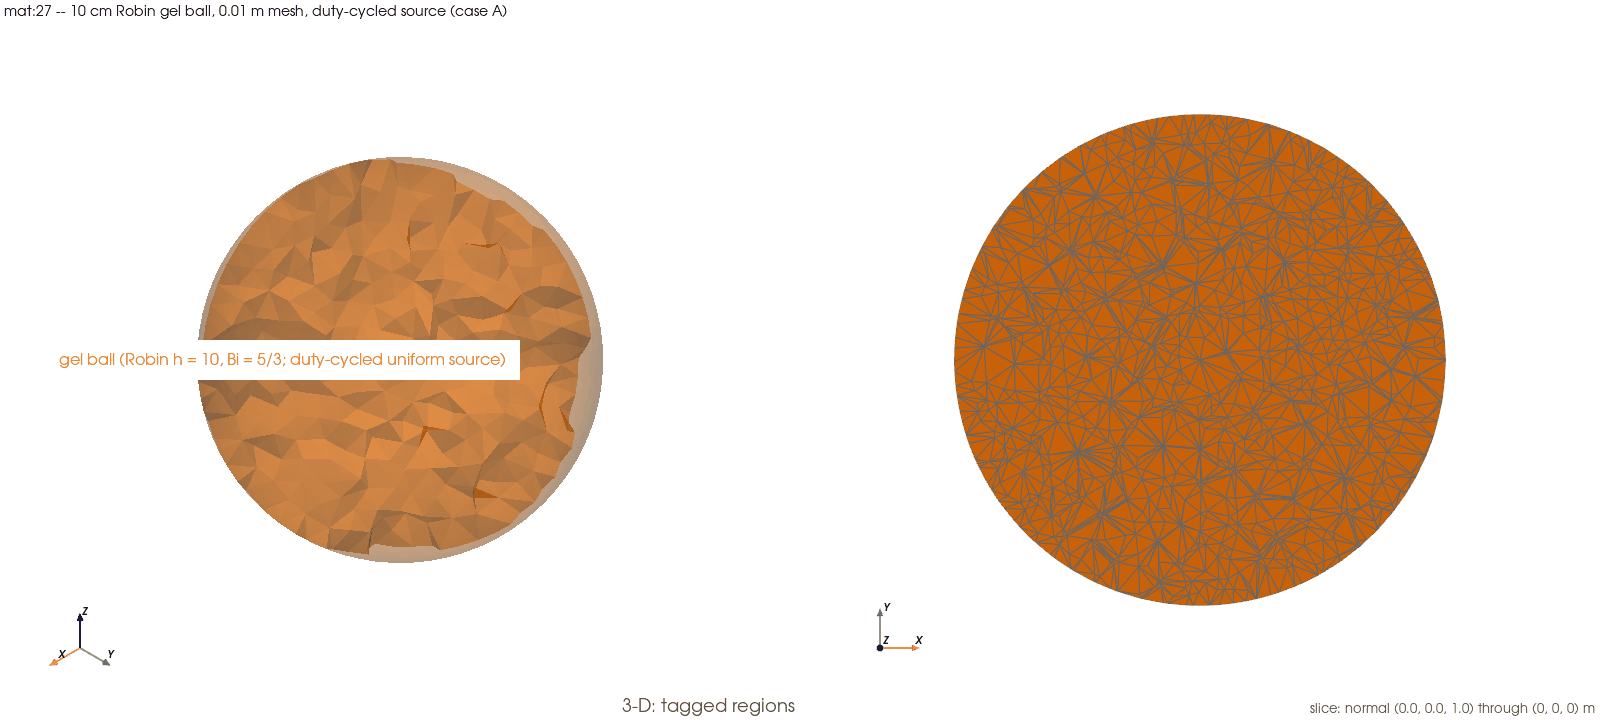 mat:27 -- 10 cm Robin gel ball, 0.01 m mesh, duty-cycled source (case A)
gel ball (Robin h = 10, Bi = 5/3; duty-cycled uniform source)
Z
X
Y
Y
Z
X
3-D: tagged regions
slice: normal (0.0, 0.0, 1.0) through (0, 0, 0) m